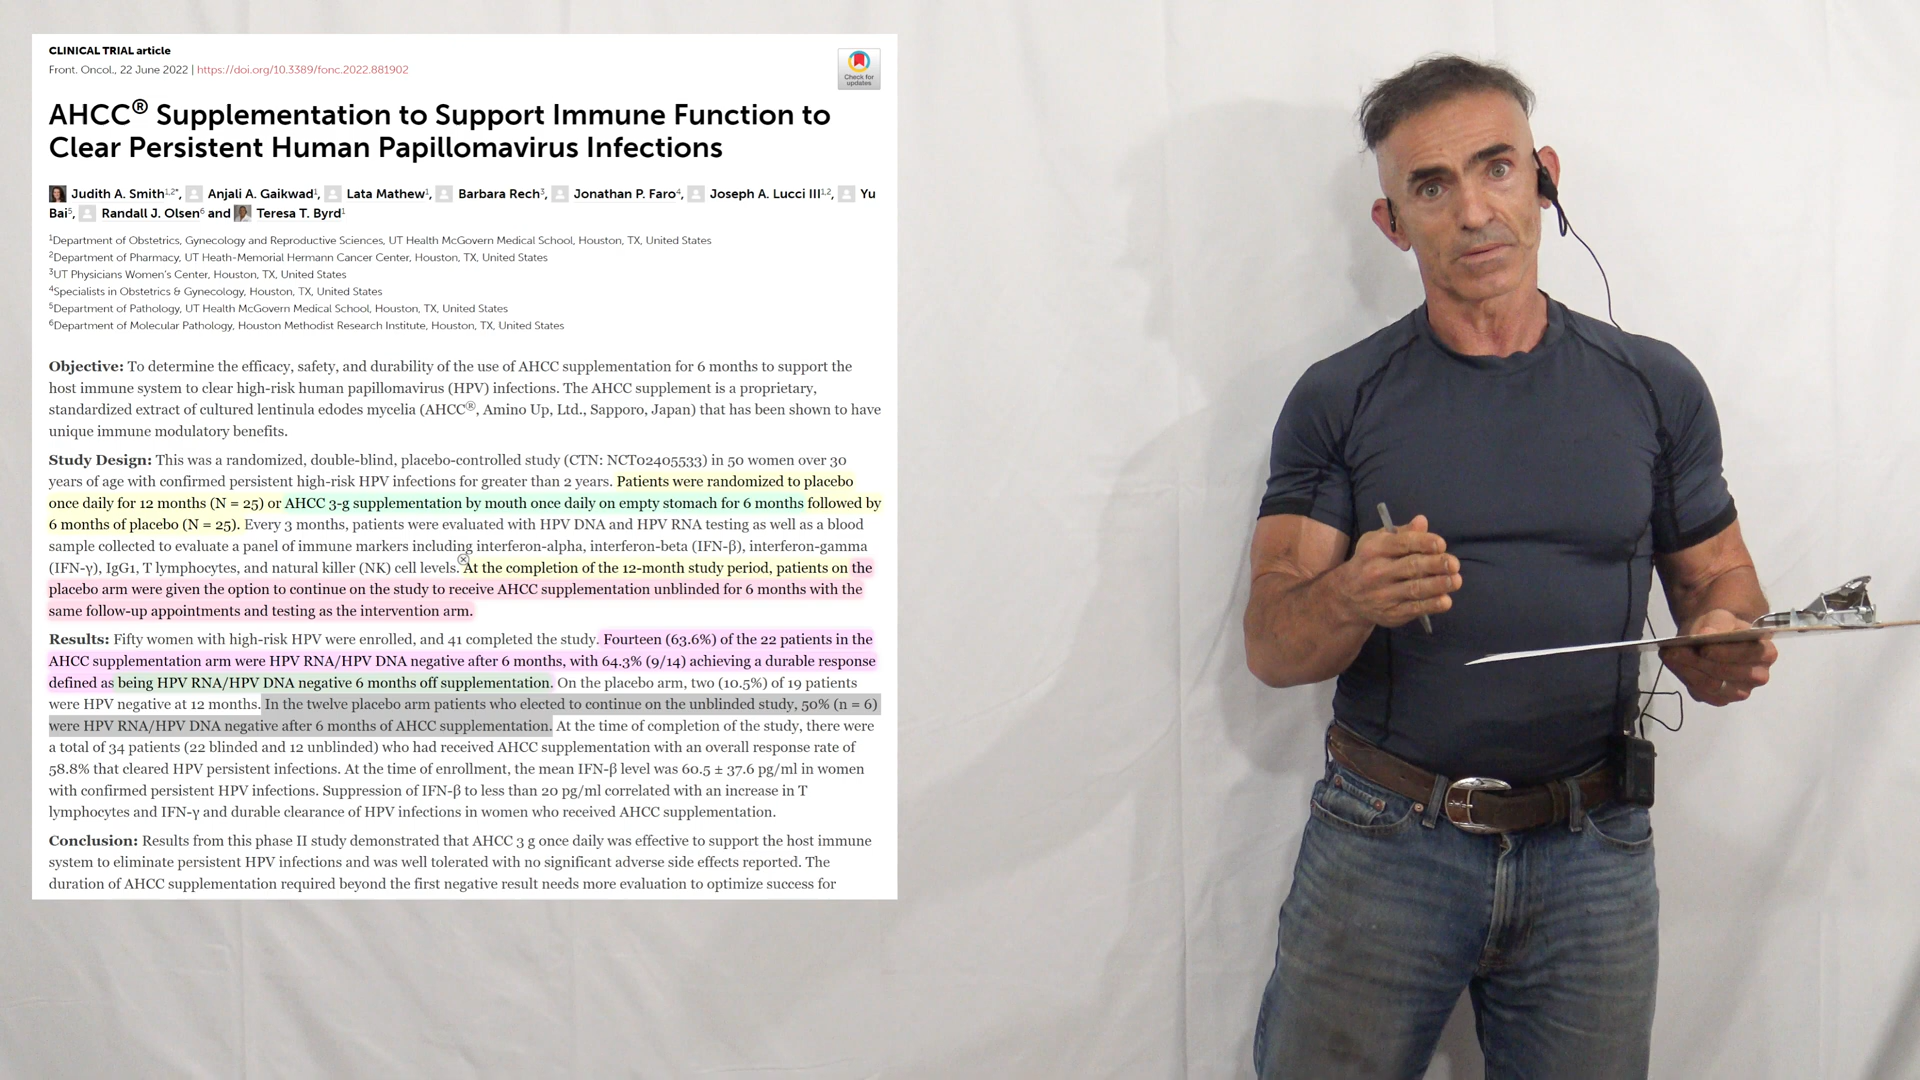 CLINICAL TRIAL article
Front. Oncol., 22 June 2022 | https://doi.org/10.3389/fonc.2022.881902
Check for
updates
AHCC® Supplementation to Support Immune Function to
Clear Persistent Human Papillomavirus Infections
Judith A. Smith1,2*, Anjali A. Gaikwad1, Lata Mathew1, Barbara Rech3, Jonathan P. Faro4, Joseph A. Lucci III1,2, Yu
Bai5, Randall J. Olsen6 and Teresa T. Byrd1
1Department of Obstetrics, Gynecology and Reproductive Sciences, UT Health McGovern Medical School, Houston, TX, United States
2Department of Pharmacy, UT Heath-Memorial Hermann Cancer Center, Houston, TX, United States
3UT Physicians Women's Center, Houston, TX, United States
4Specialists in Obstetrics & Gynecology, Houston, TX, United States
5Department of Pathology, UT Health McGovern Medical School, Houston, TX, United States
6Department of Molecular Pathology, Houston Methodist Research Institute, Houston, TX, United States
Objective: To determine the efficacy, safety, and durability of the use of AHCC supplementation for 6 months to support the
host immune system to clear high-risk human papillomavirus (HPV) infections. The AHCC supplement is a proprietary,
standardized extract of cultured lentinula edodes mycelia (AHCC®, Amino Up, Ltd., Sapporo, Japan) that has been shown to have
unique immune modulatory benefits.
Study Design: This was a randomized, double-blind, placebo-controlled study (CTN: NCT02405533) in 50 women over 30
years of age with confirmed persistent high-risk HPV infections for greater than 2 years. Patients were randomized to placebo
once daily for 12 months (N = 25) or AHCC 3-g supplementation by mouth once daily on empty stomach for 6 months followed by
6 months of placebo (N = 25). Every 3 months, patients were evaluated with HPV DNA and HPV RNA testing as well as a blood
sample collected to evaluate a panel of immune markers including interferon-alpha, interferon-beta (IFN-β), interferon-gamma
(IFN-γ), IgG1, T lymphocytes, and natural killer (NK) cell levels. At the completion of the 12-month study period, patients on the
placebo arm were given the option to continue on the study to receive AHCC supplementation unblinded for 6 months with the
same follow-up appointments and testing as the intervention arm.
Results: Fifty women with high-risk HPV were enrolled, and 41 completed the study. Fourteen (63.6%) of the 22 patients in the
AHCC supplementation arm were HPV RNA/HPV DNA negative after 6 months, with 64.3% (9/14) achieving a durable response
defined as being HPV RNA/HPV DNA negative 6 months off supplementation. On the placebo arm, two (10.5%) of 19 patients
were HPV negative at 12 months. In the twelve placebo arm patients who elected to continue on the unblinded study, 50% (n = 6)
were HPV RNA/HPV DNA negative after 6 months of AHCC supplementation. At the time of completion of the study, there were
a total of 34 patients (22 blinded and 12 unblinded) who had received AHCC supplementation with an overall response rate of
58.8% that cleared HPV persistent infections. At the time of enrollment, the mean IFN-β level was 60.5 ± 37.6 pg/ml in women
with confirmed persistent HPV infections. Suppression of IFN-β to less than 20 pg/ml correlated with an increase in T
lymphocytes and IFN-γ and durable clearance of HPV infections in women who received AHCC supplementation.
Conclusion: Results from this phase II study demonstrated that AHCC 3 g once daily was effective to support the host immune
system to eliminate persistent HPV infections and was well tolerated with no significant adverse side effects reported. The
duration of AHCC supplementation required beyond the first negative result needs more evaluation to optimize success for